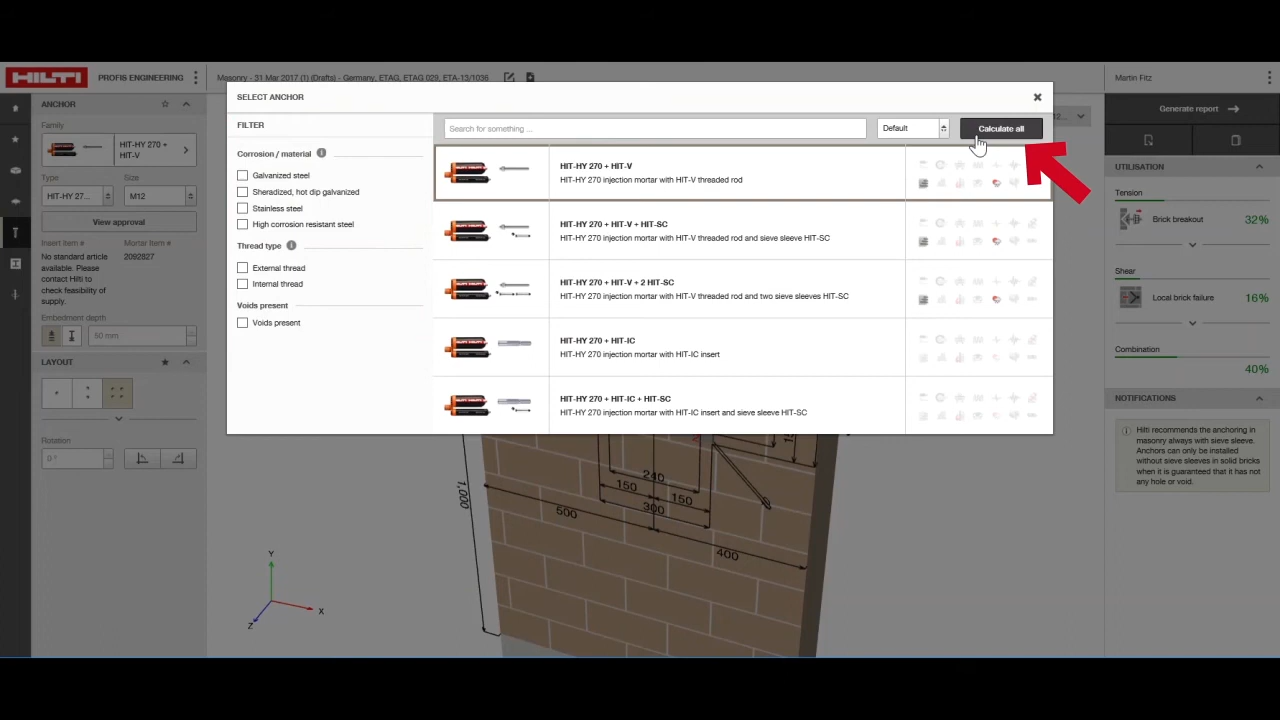 HILTI
PROFIS ENGINEERING
Masonry - 31 Mar 2017 (1) (Drafts) - Germany, ETAG, ETAG 029, ETA-13/1036
Martin Fitz
ANCHOR
Family
HIT-HY 270 +
HIT-V
Type
Size
HIT-HY 27...
M12
View approval
Insert item #
Mortar item #
No standard article
available. Please
contact Hilti to
check feasibility of
supply.
2092827
Embedment depth
50 mm
LAYOUT
Rotation
0 °
SELECT ANCHOR
FILTER
Corrosion / material
Galvanized steel
Sheradized, hot dip galvanized
Stainless steel
High corrosion resistant steel
Thread type
External thread
Internal thread
Voids present
Voids present
Search for something ...
Default
Calculate all
HIT-HY 270 + HIT-V
HIT-HY 270 injection mortar with HIT-V threaded rod
HIT-HY 270 + HIT-V + HIT-SC
HIT-HY 270 injection mortar with HIT-V threaded rod and sieve sleeve HIT-SC
HIT-HY 270 + HIT-V + 2 HIT-SC
HIT-HY 270 injection mortar with HIT-V threaded rod and two sieve sleeves HIT-SC
HIT-HY 270 + HIT-IC
HIT-HY 270 injection mortar with HIT-IC insert
HIT-HY 270 + HIT-IC + HIT-SC
HIT-HY 270 injection mortar with HIT-IC insert and sieve sleeve HIT-SC
240
150
150
300
500
400
1,000
Y
X
Z
Generate report
UTILISATION
Tension
Brick breakout
32%
Shear
Local brick failure
16%
Combination
40%
NOTIFICATIONS
Hilti recommends the anchoring in
masonry always with sieve sleeve.
Anchors can only be installed
without sieve sleeves in solid bricks
when it is guaranteed that it has not
any hole or void.